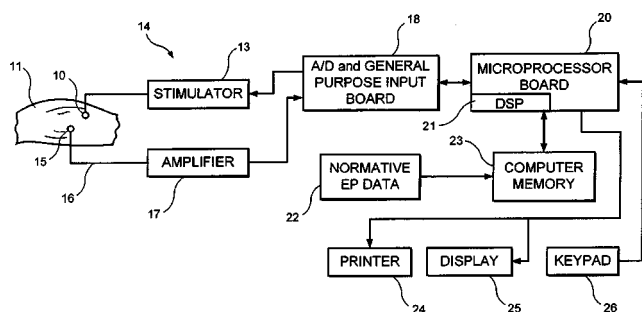 14
18
20
11
10
13
STIMULATOR
A/D and GENERAL
PURPOSE INPUT
BOARD
MICROPROCESSOR
BOARD
DSP
21
15
16
AMPLIFIER
17
23
NORMATIVE
EP DATA
22
COMPUTER
MEMORY
PRINTER
24
DISPLAY
25
KEYPAD
26